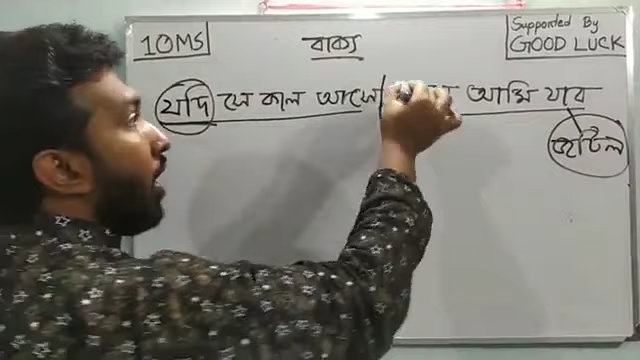 10MS
বাক্য
Supported By
GOOD LUCK
যদি সে কাল আসে আমি যাব
জটিল